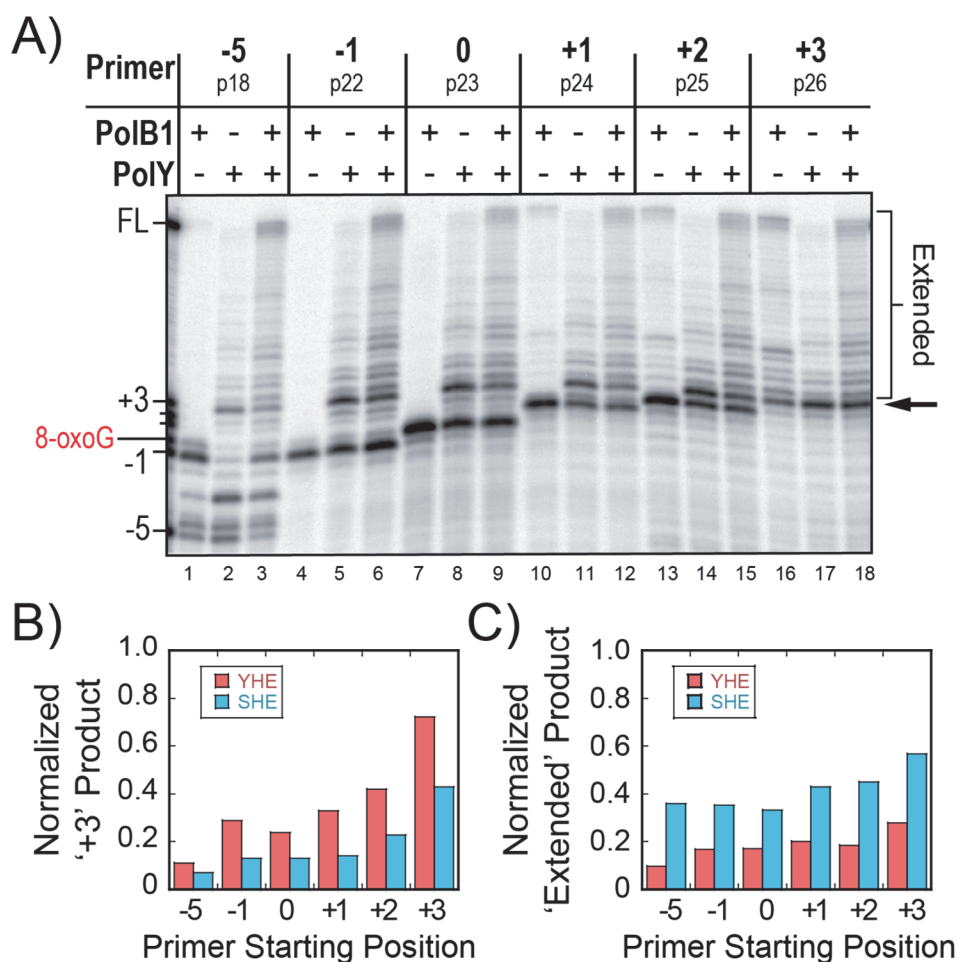 A)
Primer -5 -1 0 +1 +2 +3
p18 p22 p23 p24 p25 p26
PolB1 + - + + - + + - + + - + + - + + - +
PolY - + + - + + - + + - + + - + + - + +
FL
+3
8-oxoG
-1
-5
Extended
1 2 3 4 5 6 7 8 9 10 11 12 13 14 15 16 17 18
B)
Normalized
'+3' Product
1.0
0.8
0.6
0.4
0.2
0
YHE
SHE
-5 -1 0 +1 +2 +3
Primer Starting Position
C)
Normalized
'Extended' Product
1.0
0.8
0.6
0.4
0.2
0
YHE
SHE
-5 -1 0 +1 +2 +3
Primer Starting Position